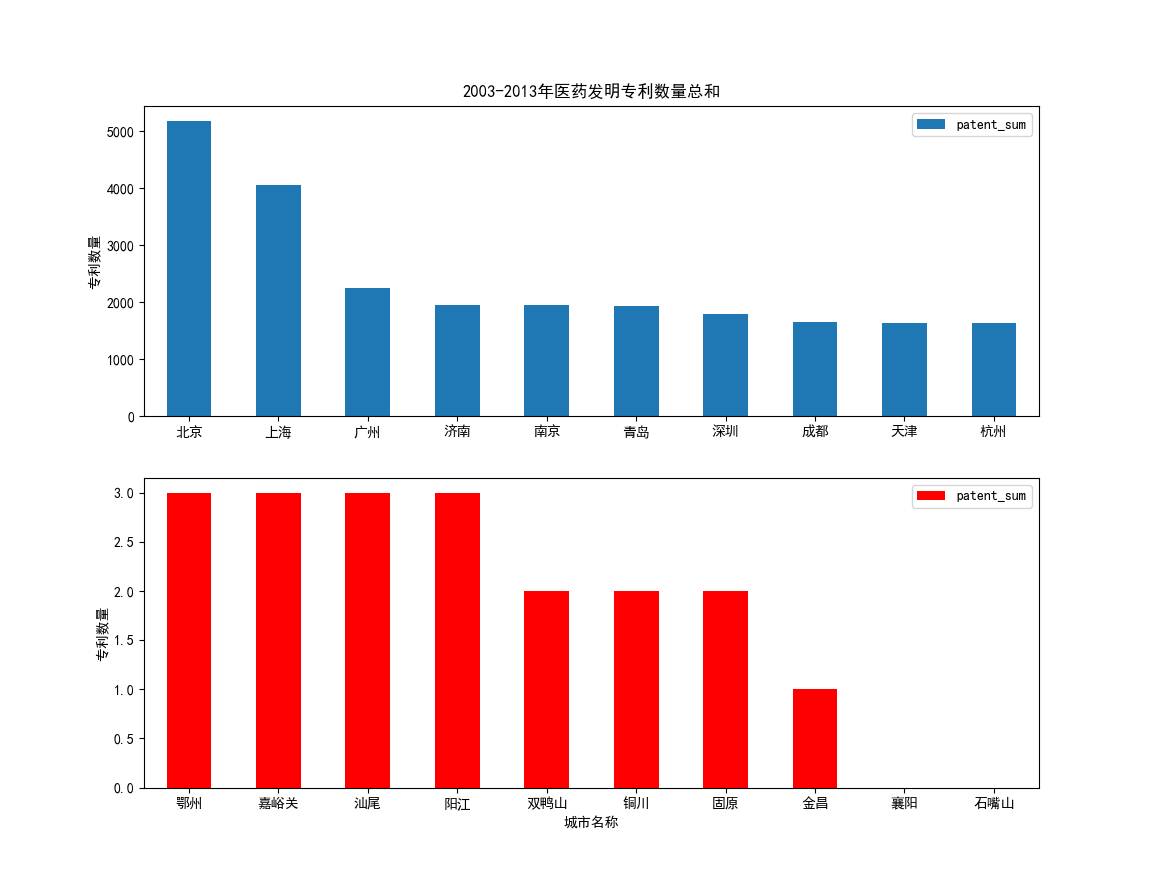 2003-2013年医药发明专利数量总和
patent_sum
专利数量
5000
4000
3000
2000
1000
0
北京 上海 广州 济南 南京 青岛 深圳 成都 天津 杭州
patent_sum
专利数量
3.0
2.5
2.0
1.5
1.0
0.5
0.0
鄂州 嘉峪关 汕尾 阳江 双鸭山 铜川 固原 金昌 襄阳 石嘴山
城市名称